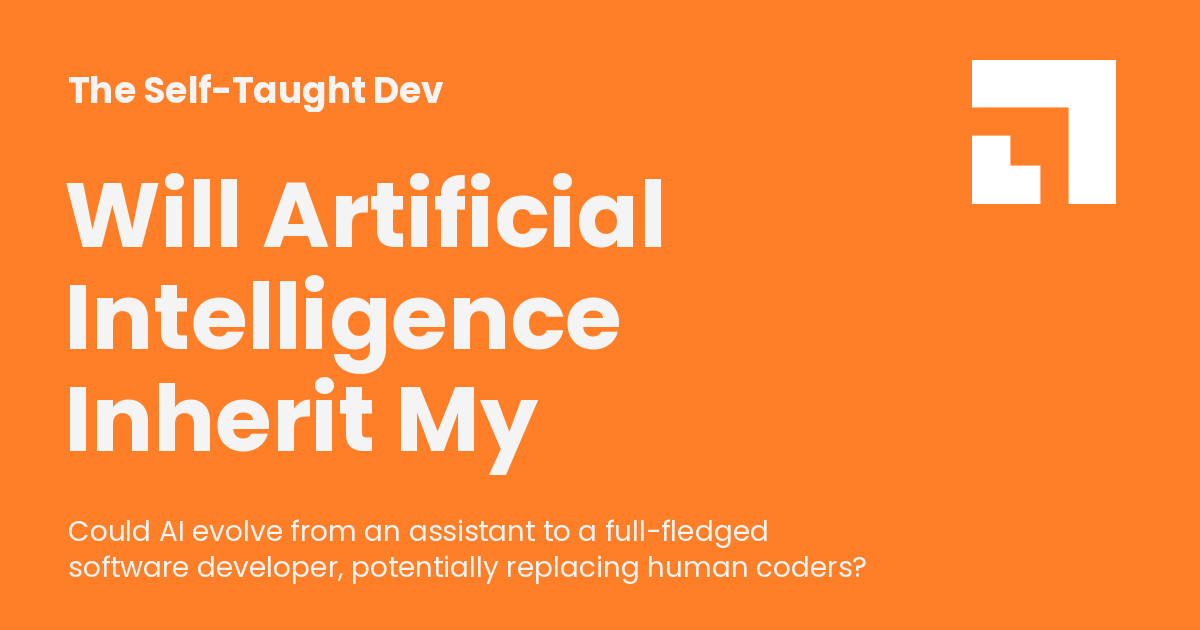 The Self-Taught Dev
Will Artificial
Intelligence
Inherit My
Could AI evolve from an assistant to a full-fledged
software developer, potentially replacing human coders?